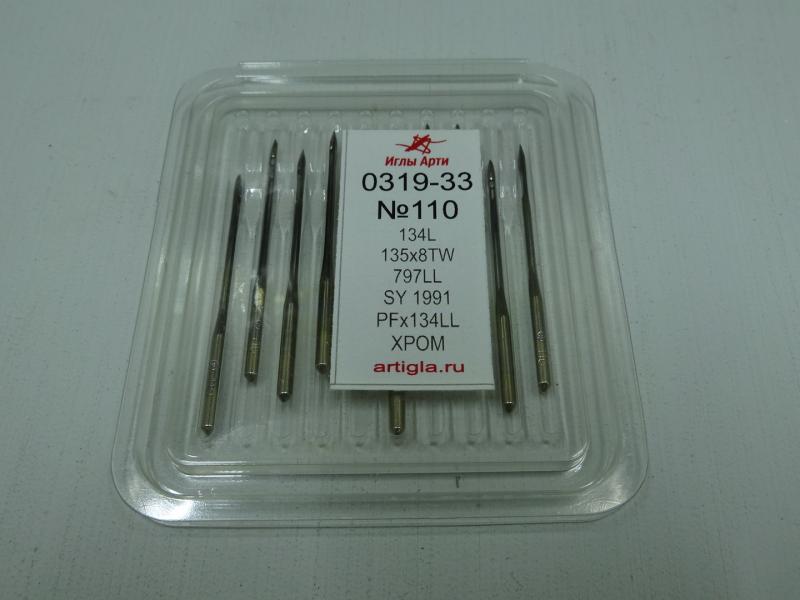 Иглы Арти
0319-33
№110
134L
135x8TW
797LL
SY 1991
PFx134LL
ХРОМ
artigla.ru